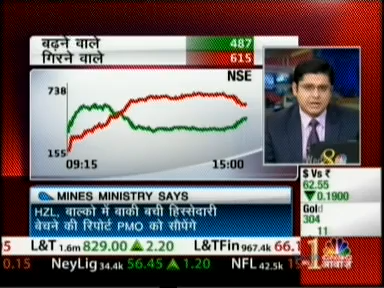 बढ़ने वाले 487
गिरने वाले 615
NSE
738
155
09:15 15:00
MINES MINISTRY SAYS
HZL, बाल्को में बाकी बची हिस्सेदारी
बेचने की रिपोर्ट PMO को सौंपेंगे
$ Vs ₹
62.55
▼0.1900
Gold
304
11
L&T 1.6m 829.00 ▲ 2.20 L&TFin 967.4k 66.1
0.15 NeyLig 34.4k 56.45 ▲ 1.20 NFL 42.5k
आवाज़